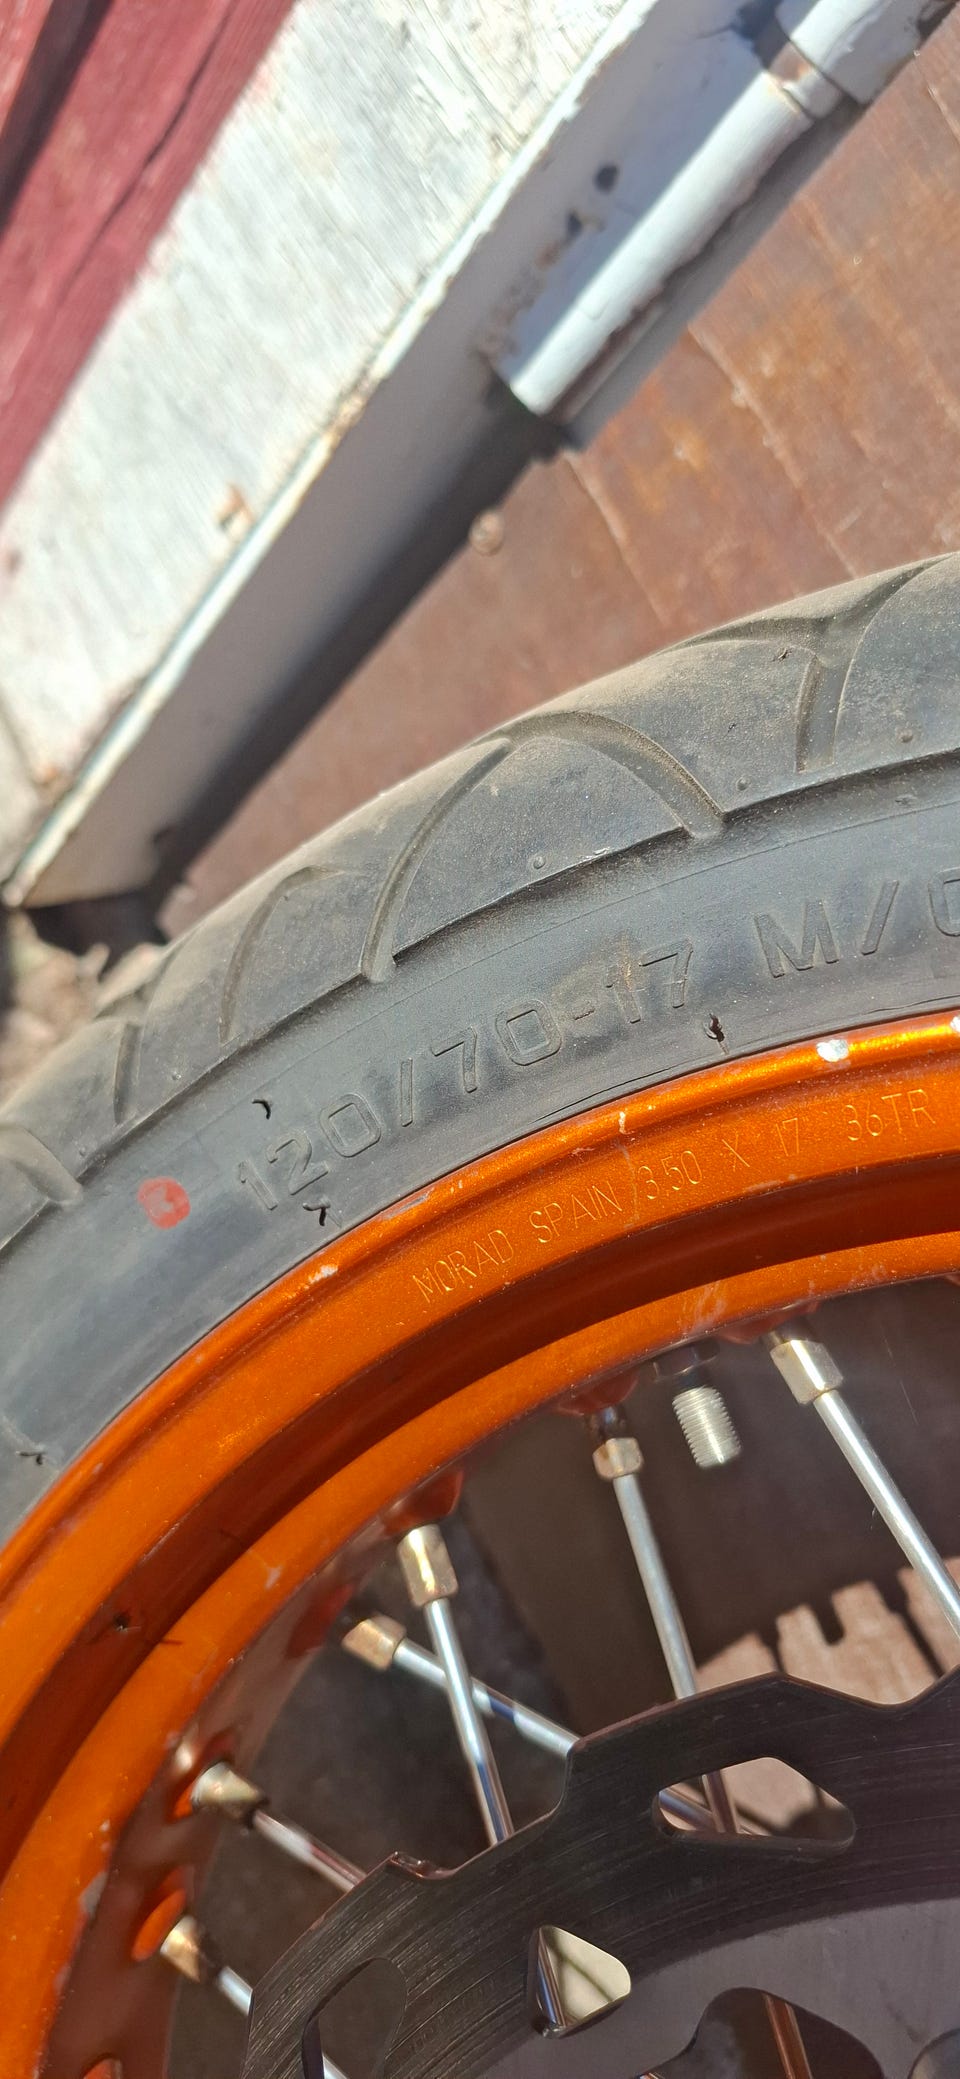 120/70-17 M/C
MORAD SPAIN 3.50 X 17 36TR